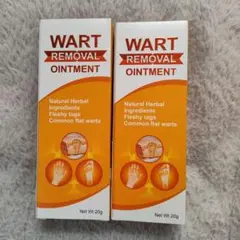 WART
REMOVAL
OINTMENT
Natural Herbal
Ingredients
Fleshy tags
Common flat warts
Net Wt 20g
WART
REMOVAL
OINTMENT
Natural Herbal
Ingredients
Fleshy tags
Common flat warts
Net Wt 20g